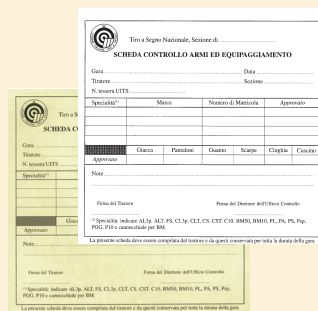 Tiro a Segno Nazionale, Sezione di
SCHEDA CONTROLLO ARMI ED EQUIPAGGIAMENTO
Gara Data
Tiratore Sezione
N. tessera UITS
Specialità(1) Marca Numero di Matricola Approvato
Giacca Pantaloni Guanto Scarpe Cinghia Cuscino
Approvato
Note
Firma del Tiratore Firma del Direttore dell'Ufficio Controllo
(1) Specialità: indicare AL3p, ALT, FS, CL3p, CLT, CS, CST, C10, BM50, BM10, PL, PA, PS, Psp,
PGG, P10 e cannocchiale per BM.
La presente scheda deve essere compilata dal tiratore e da questi conservata per tutta la durata della gara
Tiro a S
SCHEDA C
Gara
Tiratore
N. tessera UITS
Specialità(1)
Giacca
Approvato
Note
Firma del Tiratore Firma del Direttore dell'Ufficio Controllo
(1) Specialità: indicare AL3p, ALT, FS, CL3p, CLT, CS, CST, C10, BM50, BM10, PL, PA, PS, Psp,
PGG, P10 e cannocchiale per BM.
La presente scheda deve essere compilata dal tiratore e da questi conservata per tutta la durata della gara